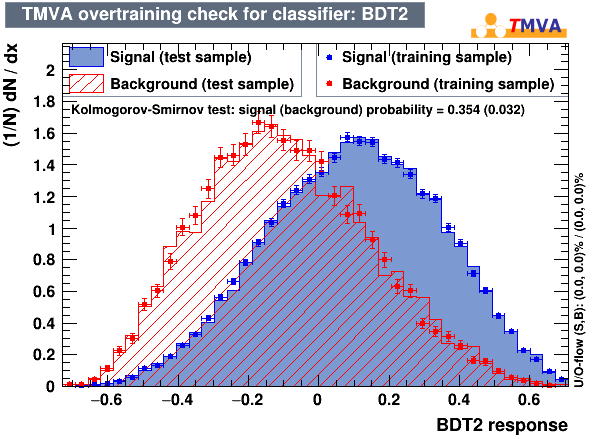 TMVA overtraining check for classifier: BDT2
TMVA
(1/N) dN / dx
Signal (test sample)
Signal (training sample)
Background (test sample)
Background (training sample)
Kolmogorov-Smirnov test: signal (background) probability = 0.354 (0.032)
2
1.8
1.6
1.4
1.2
1
0.8
0.6
0.4
0.2
0
−0.6 −0.4 −0.2 0 0.2 0.4 0.6
BDT2 response
U/O-flow (S,B): (0.0, 0.0)% / (0.0, 0.0)%